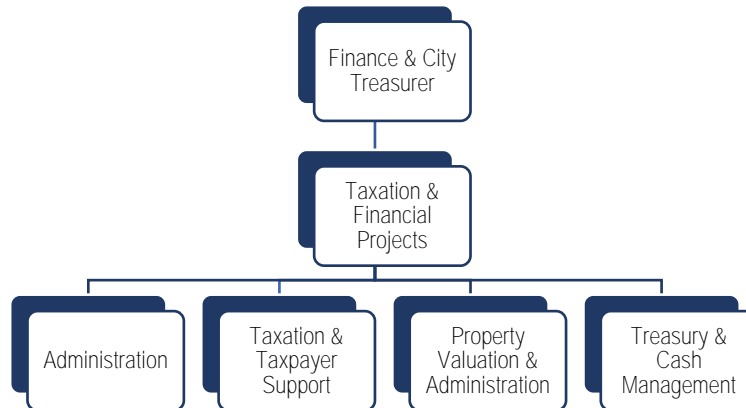 Finance & City
Treasurer
Taxation &
Financial
Projects
Administration
Taxation &
Taxpayer
Support
Property
Valuation &
Administration
Treasury &
Cash
Management